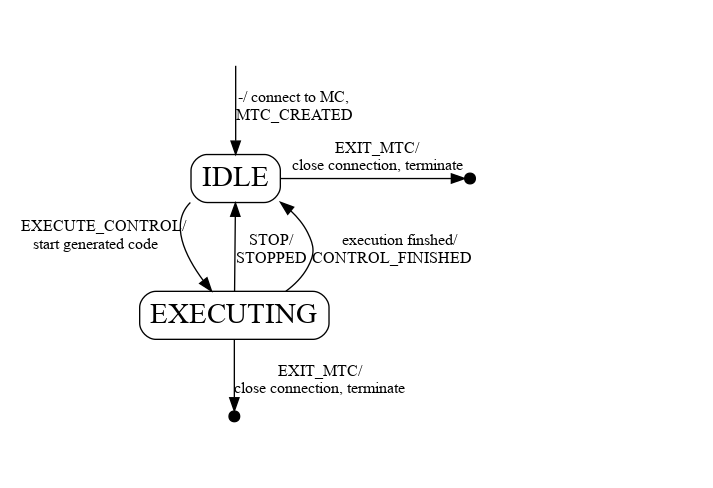 -/ connect to MC,
MTC_CREATED
EXIT_MTC/
close connection, terminate
IDLE
EXECUTE_CONTROL/
start generated code
STOP/
STOPPED
execution finshed/
CONTROL_FINISHED
EXECUTING
EXIT_MTC/
close connection, terminate